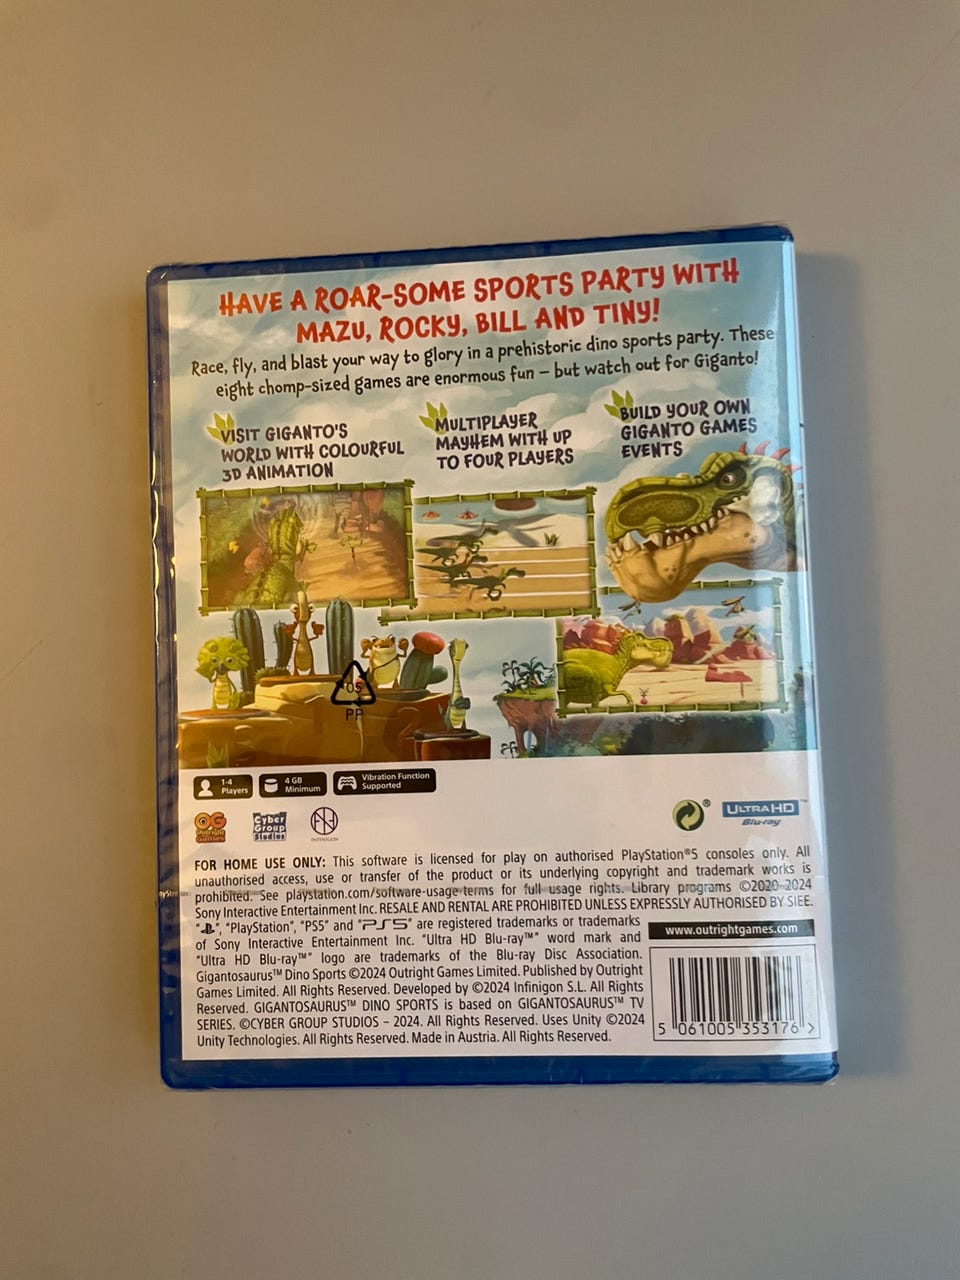 HAVE A ROAR-SOME SPORTS PARTY WITH
MAZU, ROCKY, BILL AND TINY!
Race, fly, and blast your way to glory in a prehistoric dino sports party. These
eight chomp-sized games are enormous fun – but watch out for Giganto!
VISIT GIGANTO'S
WORLD WITH COLOURFUL
3D ANIMATION
MULTIPLAYER
MAYHEM WITH UP
TO FOUR PLAYERS
BUILD YOUR OWN
GIGANTO GAMES
EVENTS
05
PP
1-4
Players
4 GB
Minimum
Vibration Function
Supported
OG
Outright
Games
Cyber
Group
Studios
INFINIGON
®
ULTRA HD™
Blu-ray
FOR HOME USE ONLY: This software is licensed for play on authorised PlayStation®5 consoles only. All
unauthorised access, use or transfer of the product or its underlying copyright and trademark works is
prohibited. See playstation.com/software-usage-terms for full usage rights. Library programs ©2020-2024
Sony Interactive Entertainment Inc. RESALE AND RENTAL ARE PROHIBITED UNLESS EXPRESSLY AUTHORISED BY SIEE.
" ", "PlayStation", "PS5" and "PS5" are registered trademarks or trademarks
of Sony Interactive Entertainment Inc. "Ultra HD Blu-ray™" word mark and
"Ultra HD Blu-ray™" logo are trademarks of the Blu-ray Disc Association.
Gigantosaurus™ Dino Sports ©2024 Outright Games Limited. Published by Outright
Games Limited. All Rights Reserved. Developed by ©2024 Infinigon S.L. All Rights
Reserved. GIGANTOSAURUS™ DINO SPORTS is based on GIGANTOSAURUS™ TV
SERIES. ©CYBER GROUP STUDIOS – 2024. All Rights Reserved. Uses Unity ©2024
Unity Technologies. All Rights Reserved. Made in Austria. All Rights Reserved.
www.outrightgames.com
5 061005 353176 >